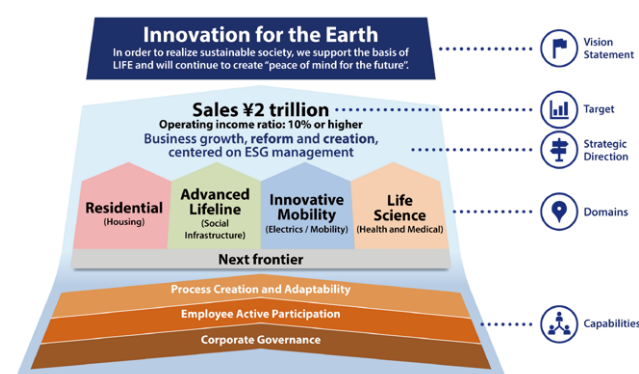 Innovation for the Earth
In order to realize sustainable society, we support the basis of
LIFE and will continue to create “peace of mind for the future”.
Vision
Statement
Sales ¥2 trillion
Target
Operating income ratio: 10% or higher
Business growth, reform and creation,
centered on ESG management
Strategic
Direction
Residential
(Housing)
Advanced
Lifeline
(Social
Infrastructure)
Innovative
Mobility
(Electrics / Mobility)
Life
Science
(Health and Medical)
Domains
Next frontier
Process Creation and Adaptability
Employee Active Participation
Corporate Governance
Capabilities